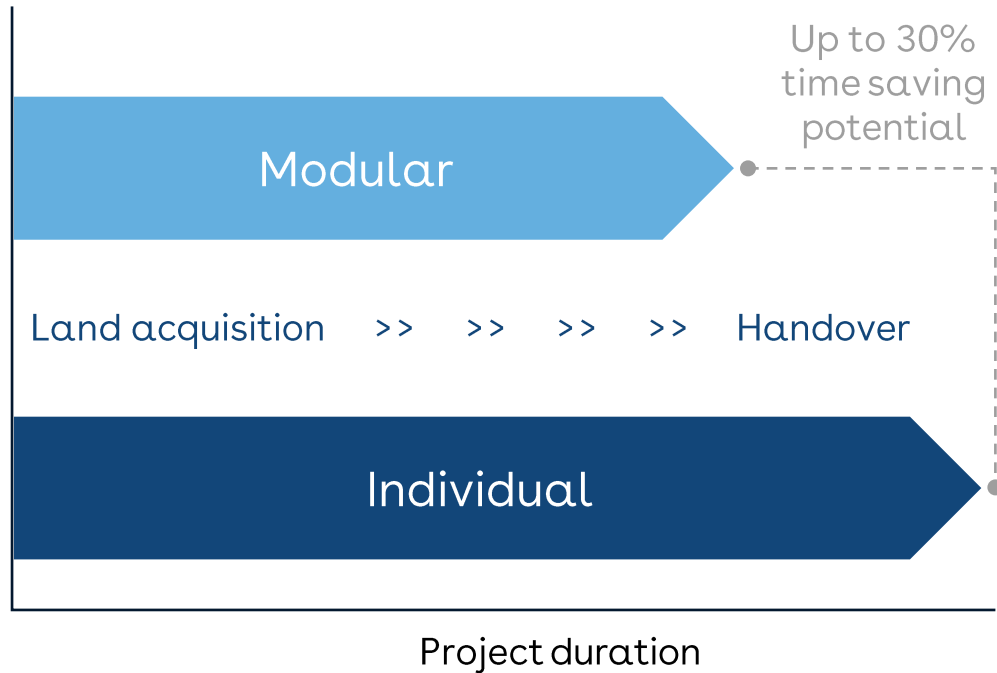 Up to 30%
time saving
potential
Modular
Land acquisition >> >> >> >> Handover
Individual
Project duration